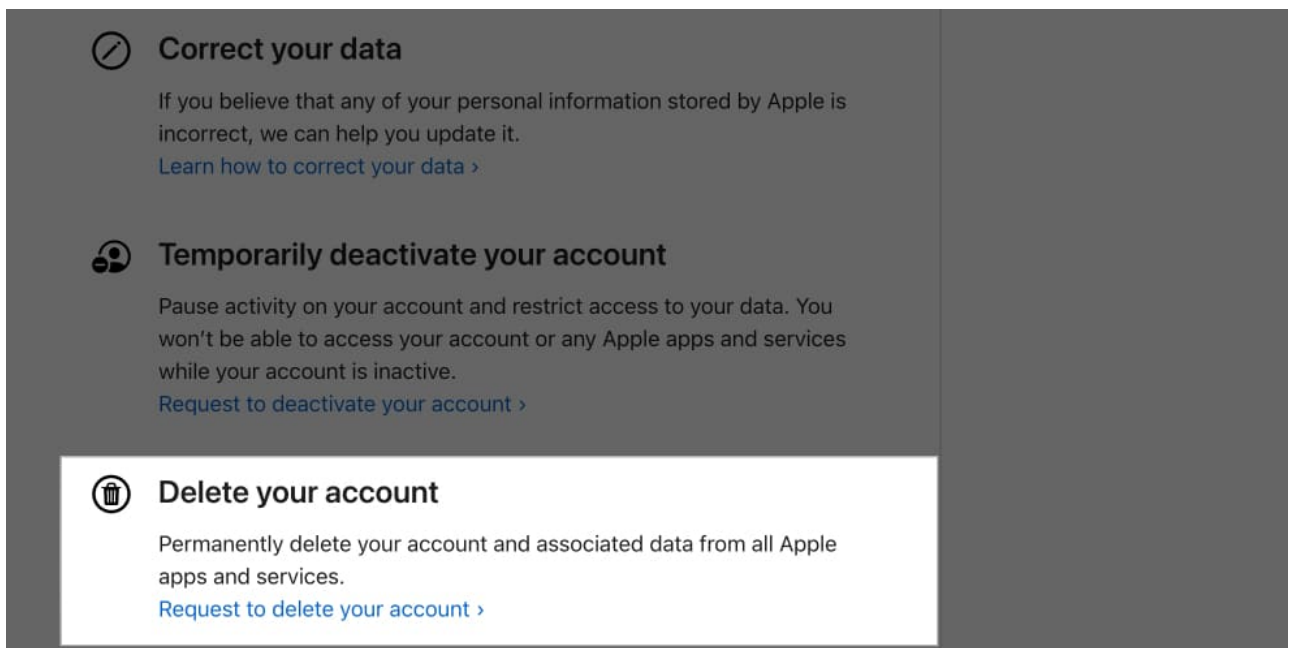 Correct your data
If you believe that any of your personal information stored by Apple is
incorrect, we can help you update it.
Learn how to correct your data ›
Temporarily deactivate your account
Pause activity on your account and restrict access to your data. You
won’t be able to access your account or any Apple apps and services
while your account is inactive.
Request to deactivate your account ›
Delete your account
Permanently delete your account and associated data from all Apple
apps and services.
Request to delete your account ›